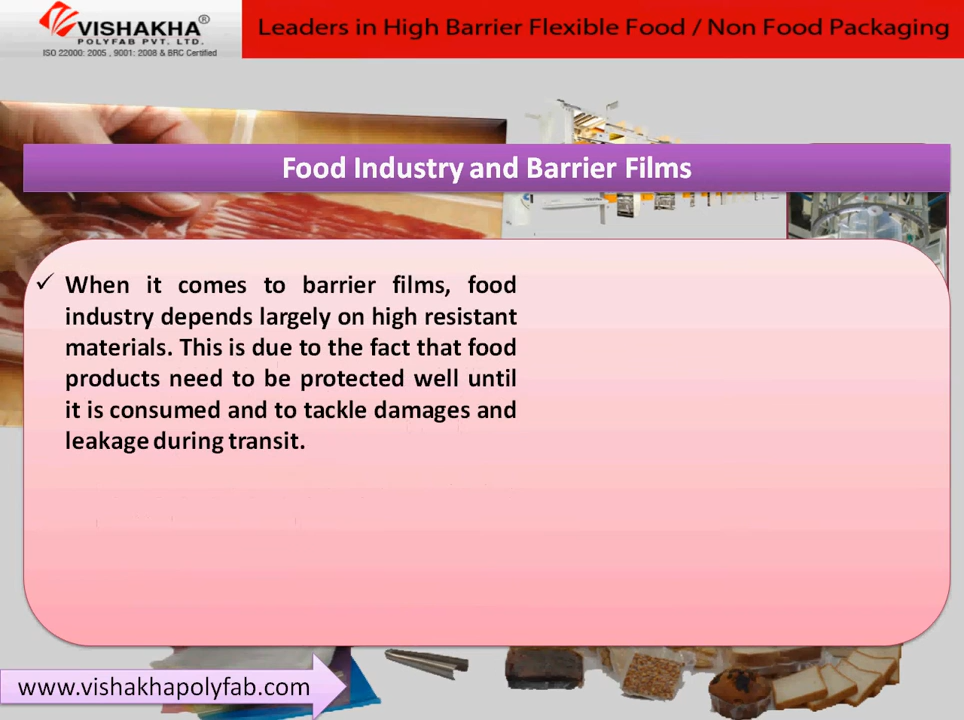 VISHAKHA®
POLYFAB PVT. LTD.
ISO 22000: 2005 , 9001: 2008 & BRC Certified
Leaders in High Barrier Flexible Food / Non Food Packaging
Food Industry and Barrier Films
✓ When it comes to barrier films, food
industry depends largely on high resistant
materials. This is due to the fact that food
products need to be protected well until
it is consumed and to tackle damages and
leakage during transit.
www.vishakhapolyfab.com